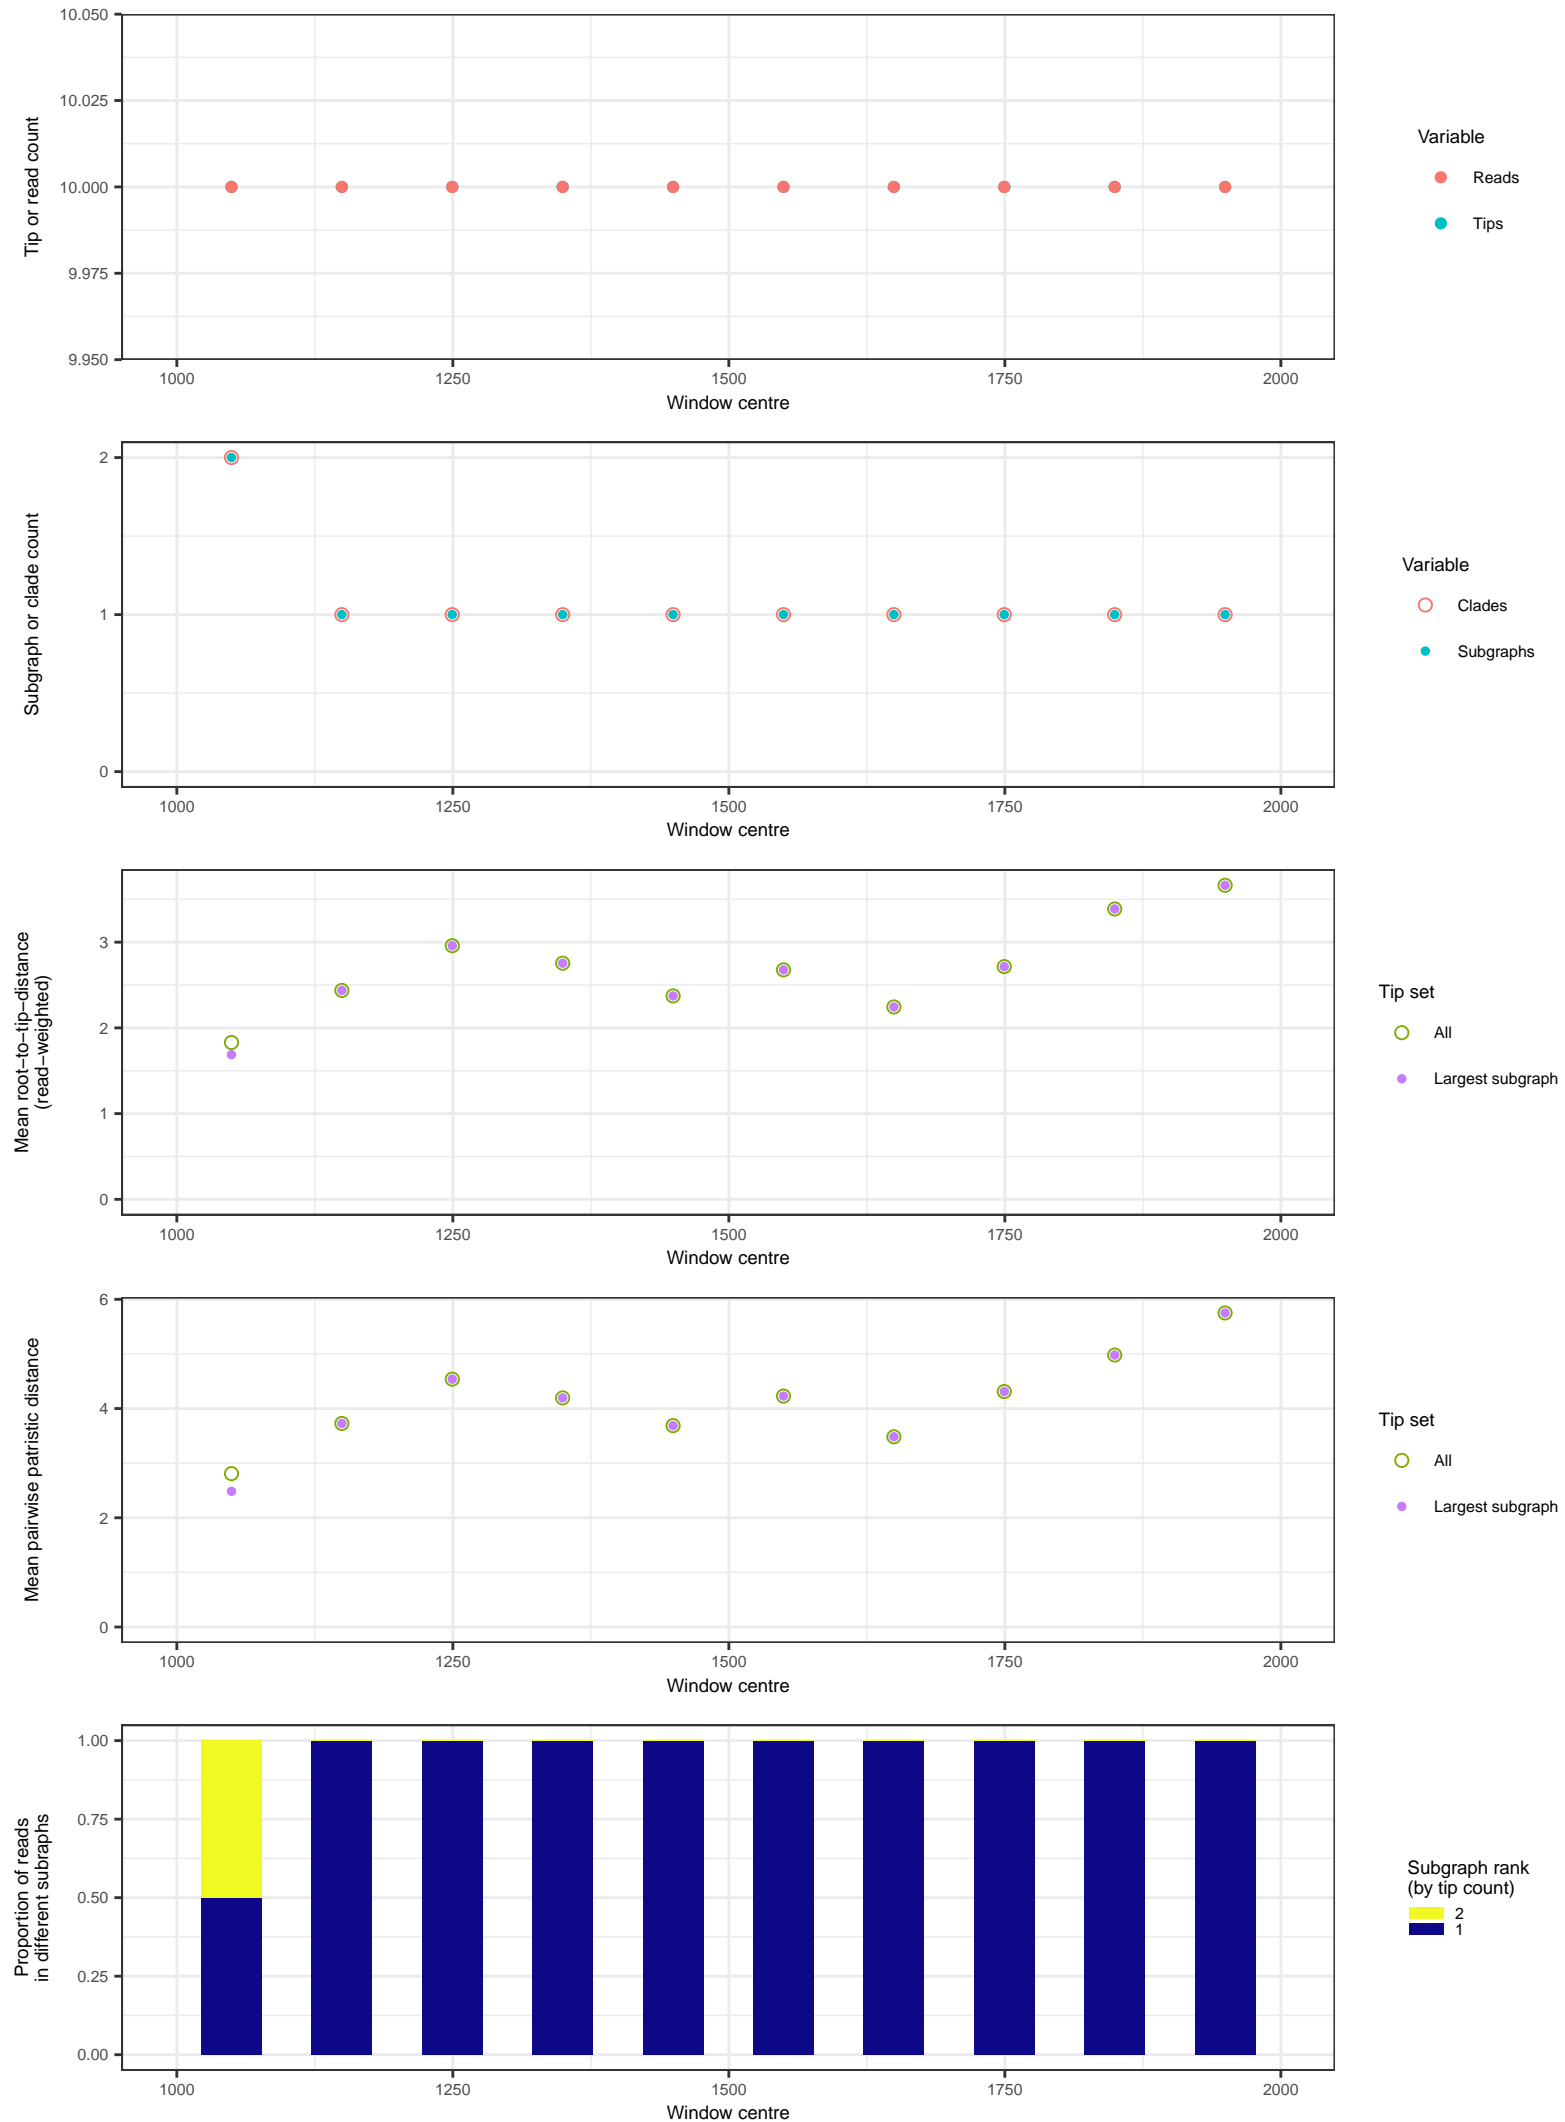 10.050
10.025
10.000
9.975
9.950
Tip or read count
1000 1250 1500 1750 2000
Window centre
Variable
Reads
Tips
2
1
0
Subgraph or clade count
1000 1250 1500 1750 2000
Window centre
Variable
Clades
Subgraphs
3
2
1
0
Mean root−to−tip−distance
(read−weighted)
1000 1250 1500 1750 2000
Window centre
Tip set
All
Largest subgraph
6
4
2
0
Mean pairwise patristic distance
1000 1250 1500 1750 2000
Window centre
Tip set
All
Largest subgraph
1.00
0.75
0.50
0.25
0.00
Proportion of reads
in different subraphs
1000 1250 1500 1750 2000
Window centre
Subgraph rank
(by tip count)
2
1